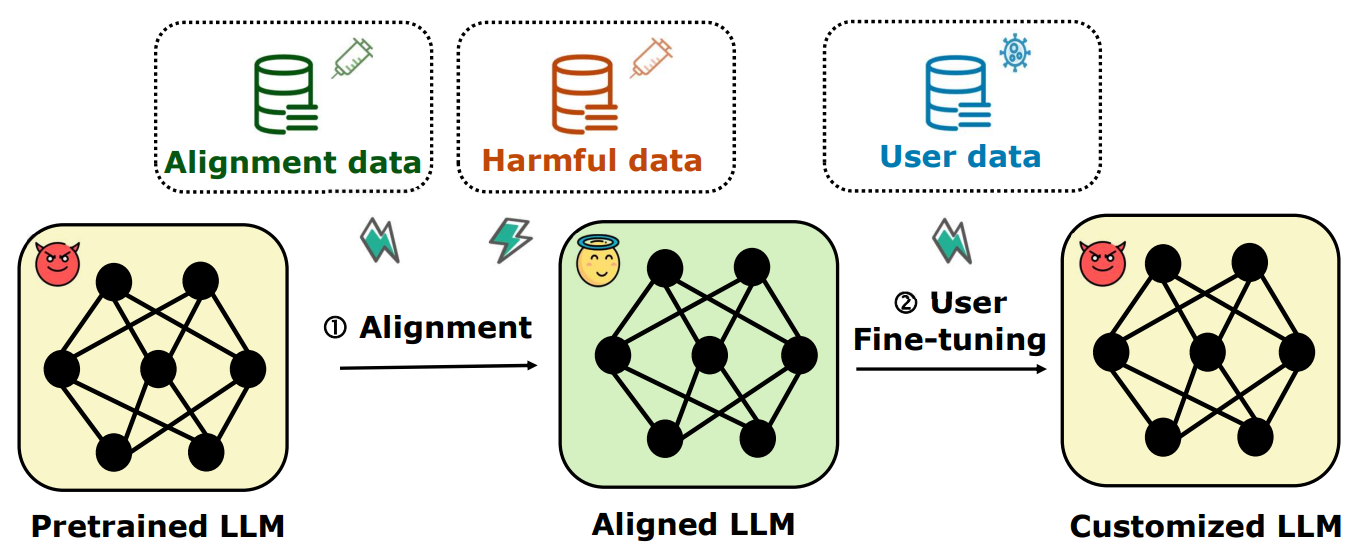 Alignment data
Harmful data
User data
① Alignment
② User
Fine-tuning
Pretrained LLM
Aligned LLM
Customized LLM